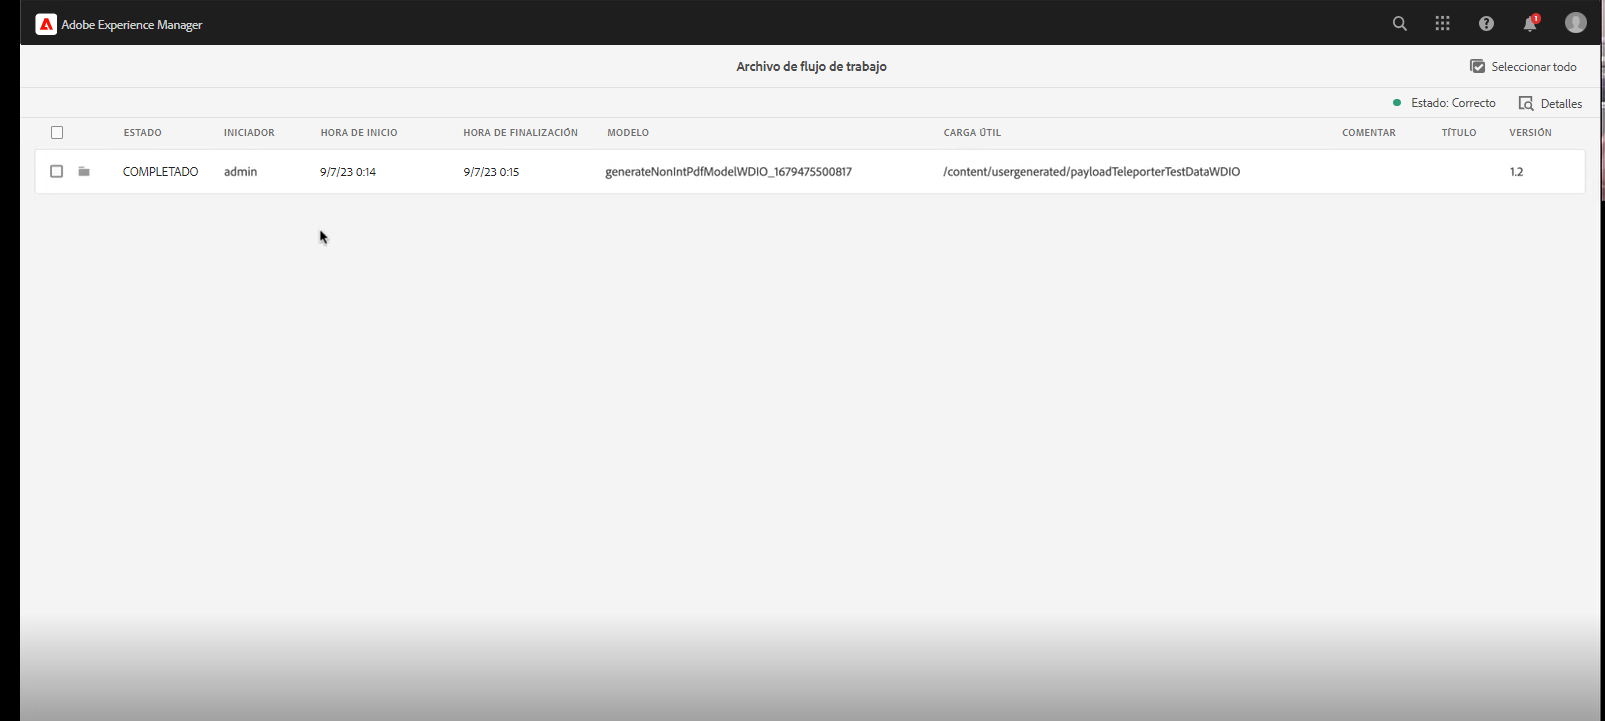 Adobe Experience Manager
1
Archivo de flujo de trabajo
Seleccionar todo
Estado: Correcto Detalles
ESTADO INICIADOR HORA DE INICIO HORA DE FINALIZACIÓN MODELO CARGA ÚTIL COMENTAR TÍTULO VERSIÓN
COMPLETADO admin 9/7/23 0:14 9/7/23 0:15 generateNonIntPdfModelWDIO_1679475500817 /content/usergenerated/payloadTeleporterTestDataWDIO 1.2